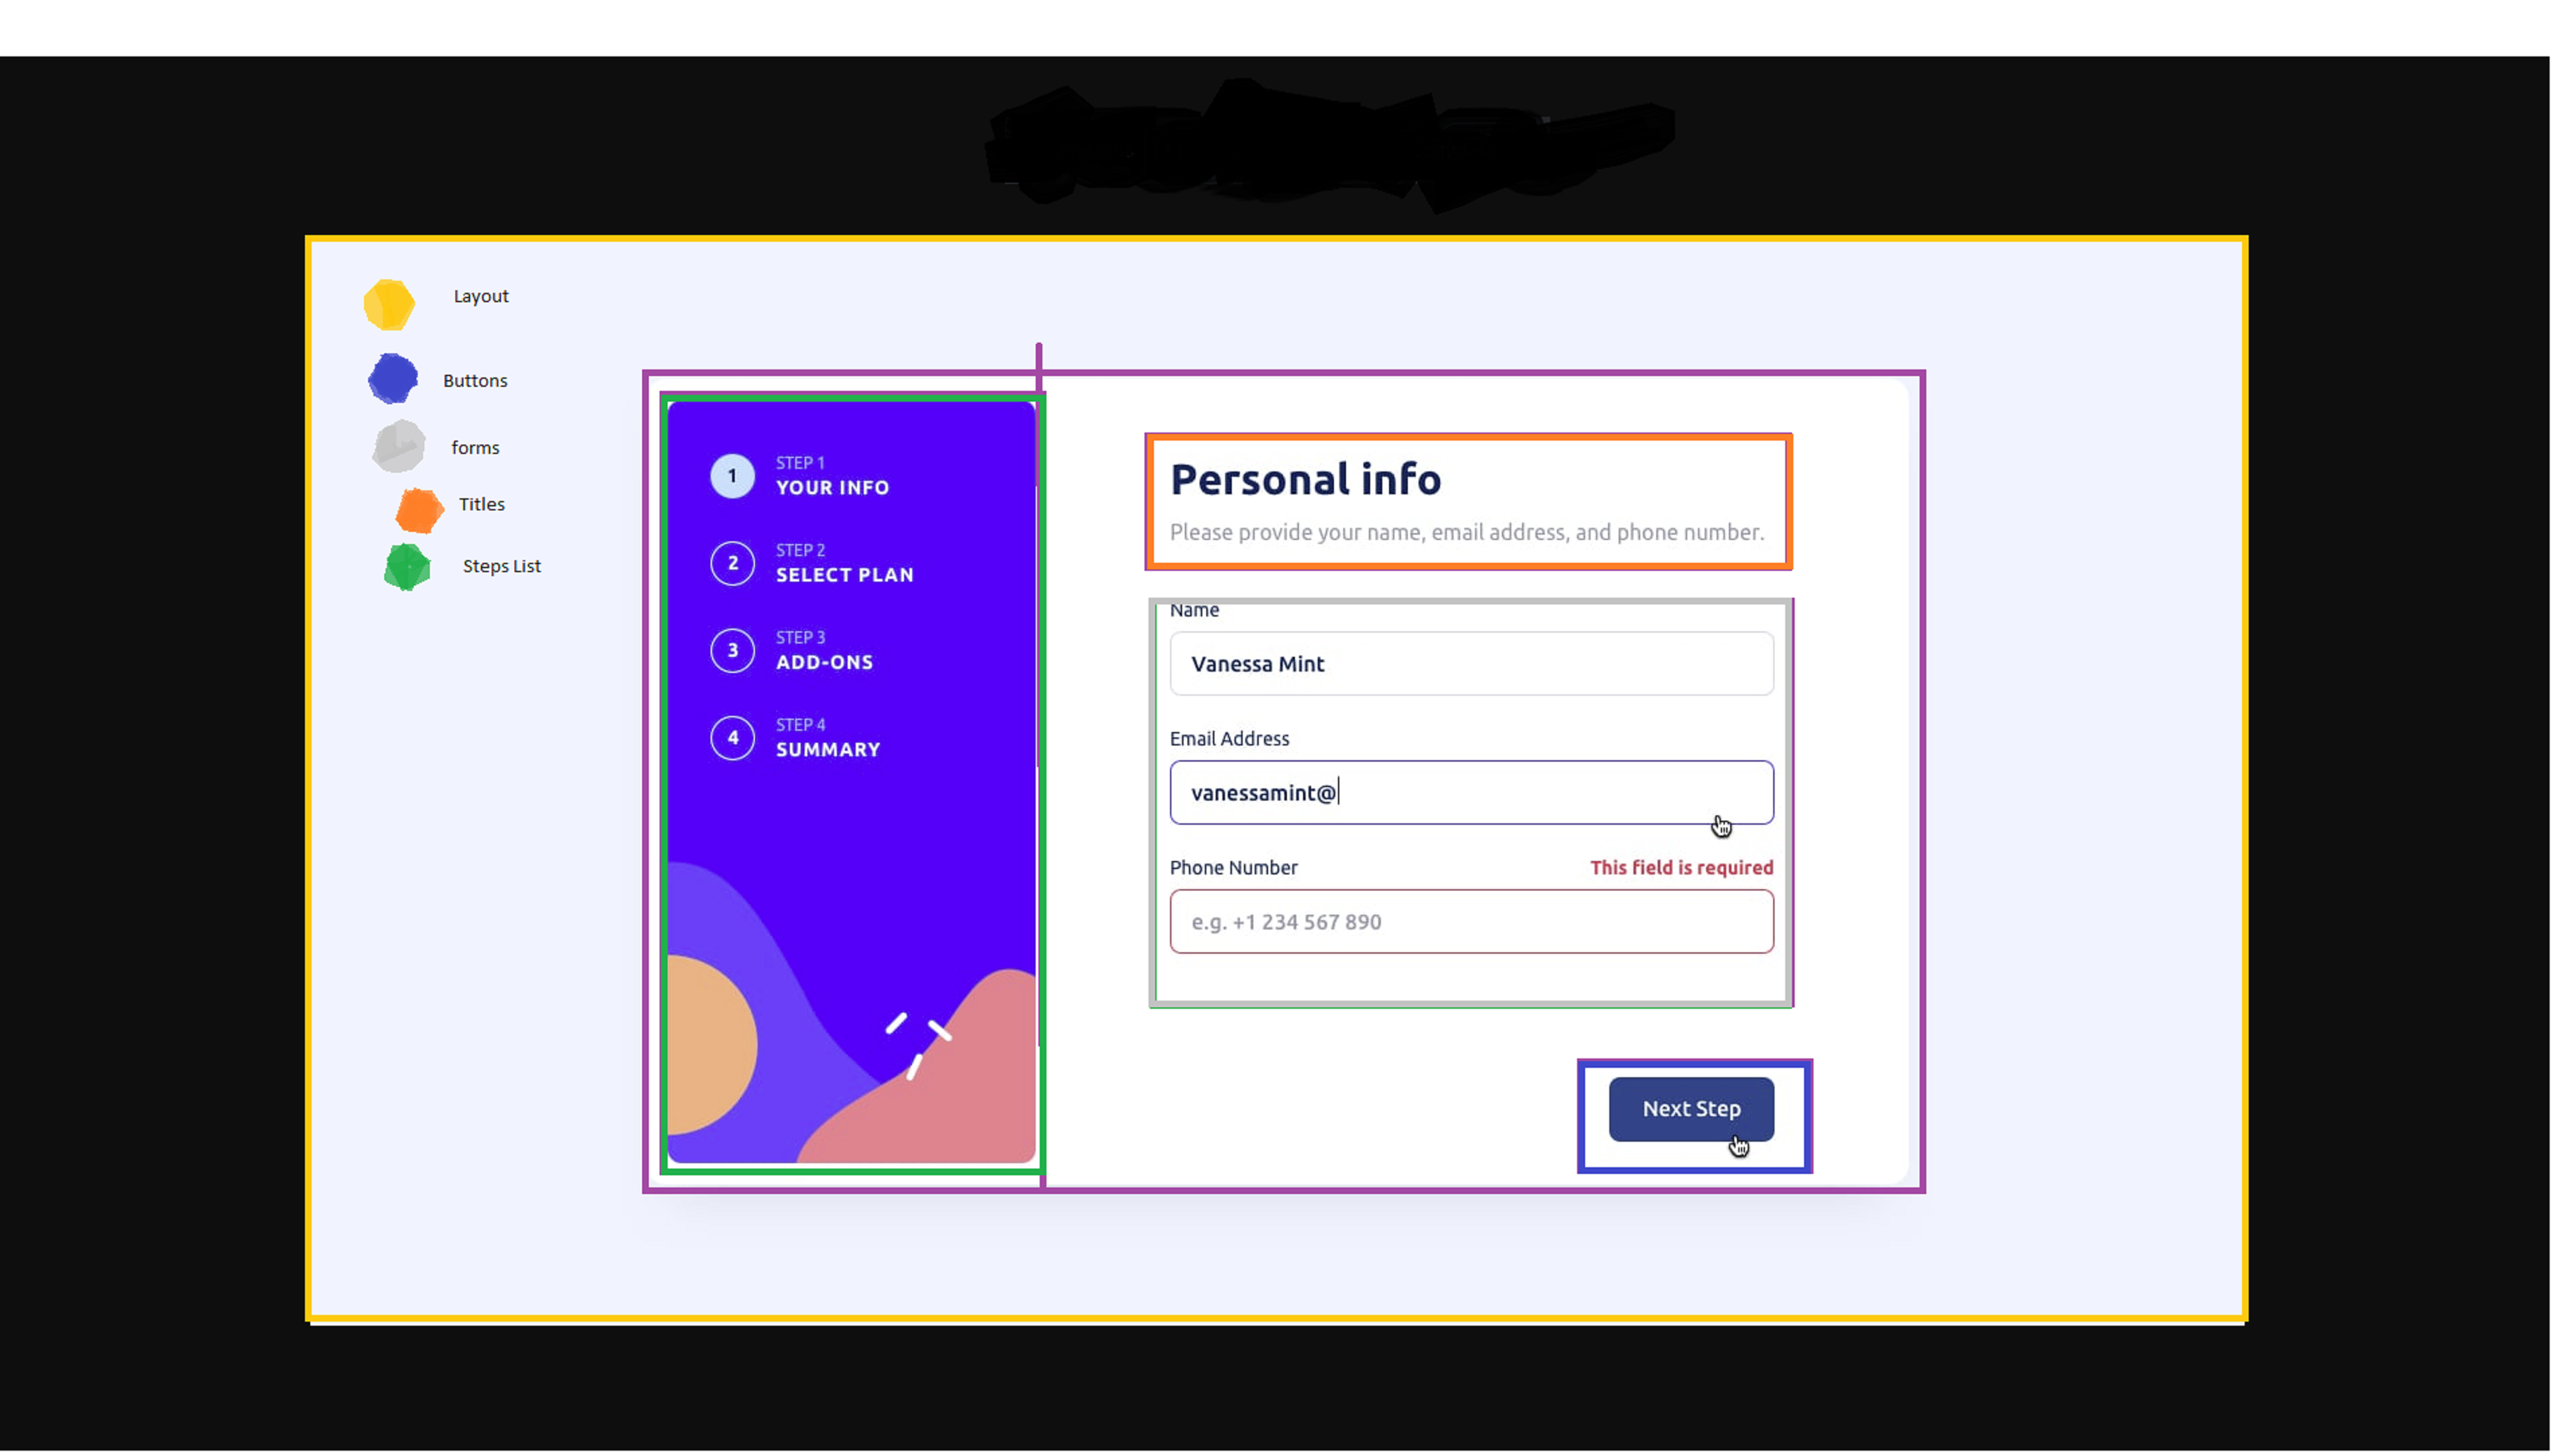 Layout
Buttons
forms
Titles
Steps List
1
STEP 1
YOUR INFO
2
STEP 2
SELECT PLAN
3
STEP 3
ADD-ONS
4
STEP 4
SUMMARY
Personal info
Please provide your name, email address, and phone number.
Name
Vanessa Mint
Email Address
vanessamint@
Phone Number
This field is required
e.g. +1 234 567 890
Next Step